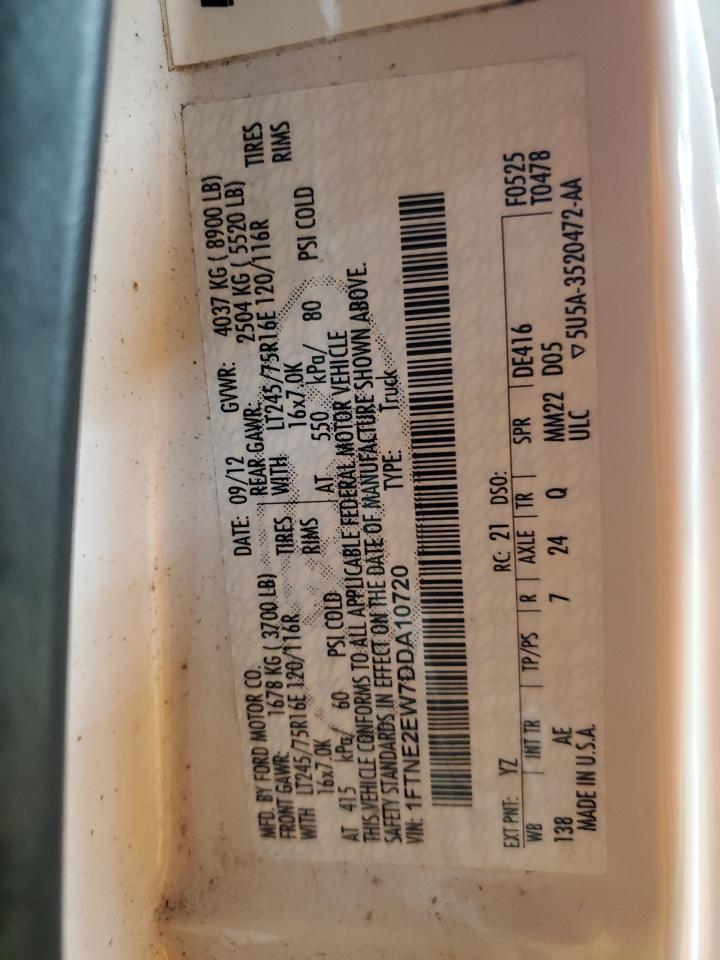 MFD. BY FORD MOTOR CO.
DATE: 09/12 GVWR: 4037 KG ( 8900 LB)
FRONT GAWR: 1678 KG ( 3700 LB) REAR GAWR: 2504 KG ( 5520 LB)
WITH LT245/75R16E 120/116R TIRES WITH LT245/75R16E 120/116R TIRES
16x7.0K RIMS 16x7.0K RIMS
AT 415 kPa/ 60 PSI COLD AT 550 kPa/ 80 PSI COLD
THIS VEHICLE CONFORMS TO ALL APPLICABLE FEDERAL MOTOR VEHICLE
SAFETY STANDARDS IN EFFECT ON THE DATE OF MANUFACTURE SHOWN ABOVE.
VIN: 1FTNE2EW7DDA10720 TYPE: Truck
EXT PNT: YZ RC: 21 DSO: F0525
WB INT TR TP/PS R AXLE TR SPR DE416 T0478
138 AE 7 24 Q MM22 D05
MADE IN U.S.A. ULC ▽5U5A-3520472-AA